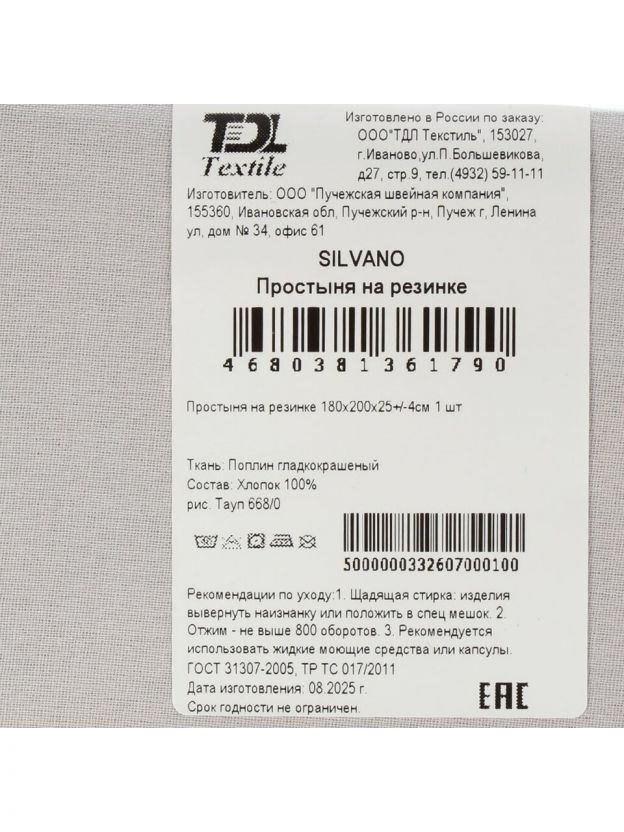 TDL
Textile
Изготовлено в России по заказу:
ООО"ТДЛ Текстиль", 153027,
г.Иваново,ул.П.Большевикова,
д27, стр.9, тел.(4932) 59-11-11
Изготовитель: ООО "Пучежская швейная компания",
155360, Ивановская обл, Пучежский р-н, Пучеж г, Ленина
ул, дом № 34, офис 61
SILVANO
Простыня на резинке
4680381361790
Простыня на резинке 180х200х25+/-4см 1 шт
Ткань: Поплин гладкокрашеный
Состав: Хлопок 100%
рис. Тауп 668/0
5000000332607000100
Рекомендации по уходу:1. Щадящая стирка: изделия
вывернуть наизнанку или положить в спец мешок. 2.
Отжим - не выше 800 оборотов. 3. Рекомендуется
использовать жидкие моющие средства или капсулы.
ГОСТ 31307-2005, ТР ТС 017/2011
Дата изготовления: 08.2025 г.
Срок годности не ограничен.
ЕАС